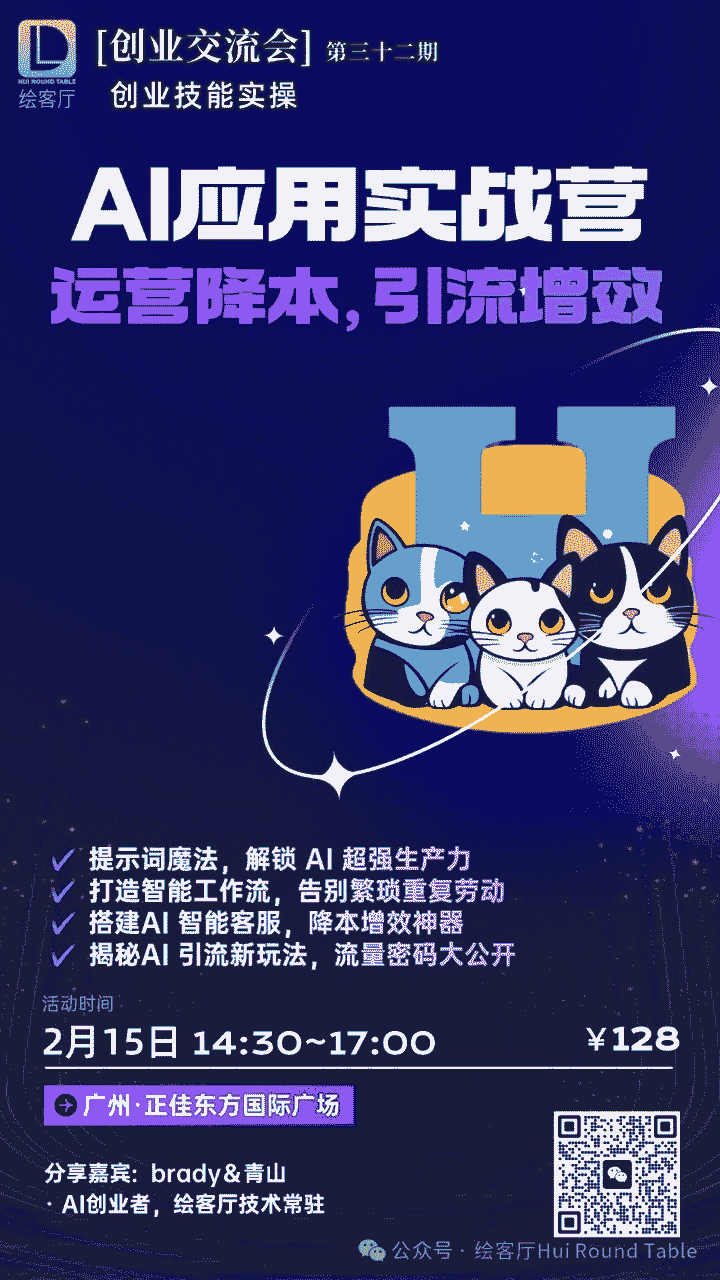 [创业交流会] 第三十二期
HUI ROUND TABLE
绘客厅
创业技能实操
AI应用实战营
运营降本,引流增效
提示词魔法，解锁 AI 超强生产力
打造智能工作流，告别繁琐重复劳动
搭建AI 智能客服，降本增效神器
揭秘AI 引流新玩法，流量密码大公开
活动时间
2月15日 14:30~17:00
¥128
广州·正佳东方国际广场
分享嘉宾: brady&青山
· AI创业者，绘客厅技术常驻
公众号 · 绘客厅Hui Round Table